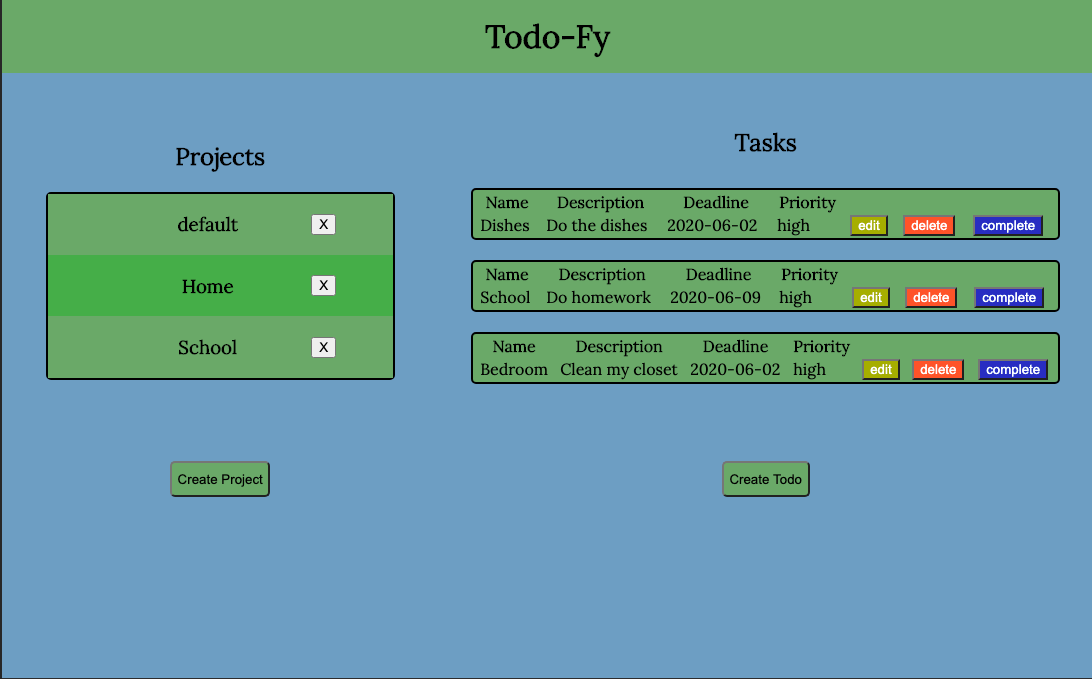 Todo-Fy
Projects
default X
Home X
School X
Create Project
Tasks
Name Description Deadline Priority
Dishes Do the dishes 2020-06-02 high edit delete complete
Name Description Deadline Priority
School Do homework 2020-06-09 high edit delete complete
Name Description Deadline Priority
Bedroom Clean my closet 2020-06-02 high edit delete complete
Create Todo